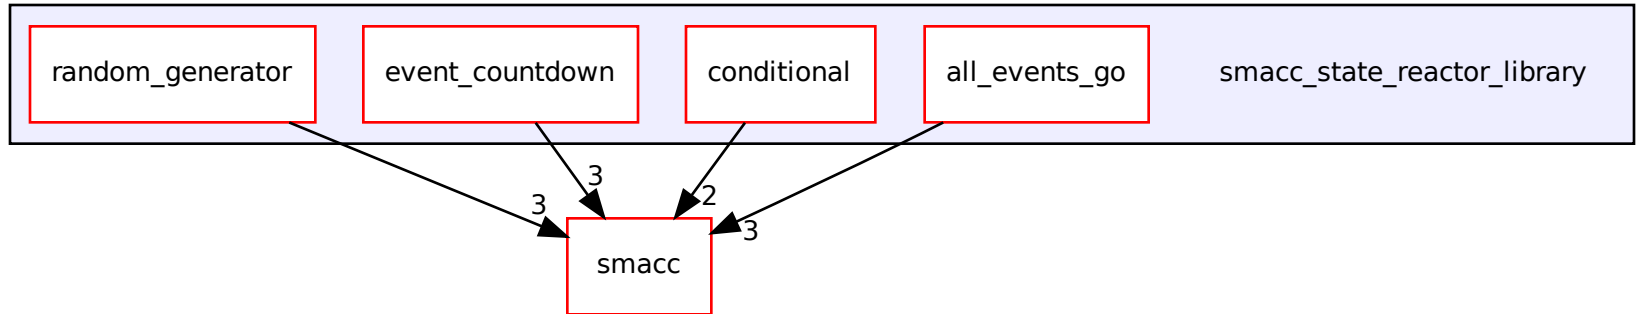 random_generator
event_countdown
conditional
all_events_go
smacc_state_reactor_library
3
3
2
3
smacc